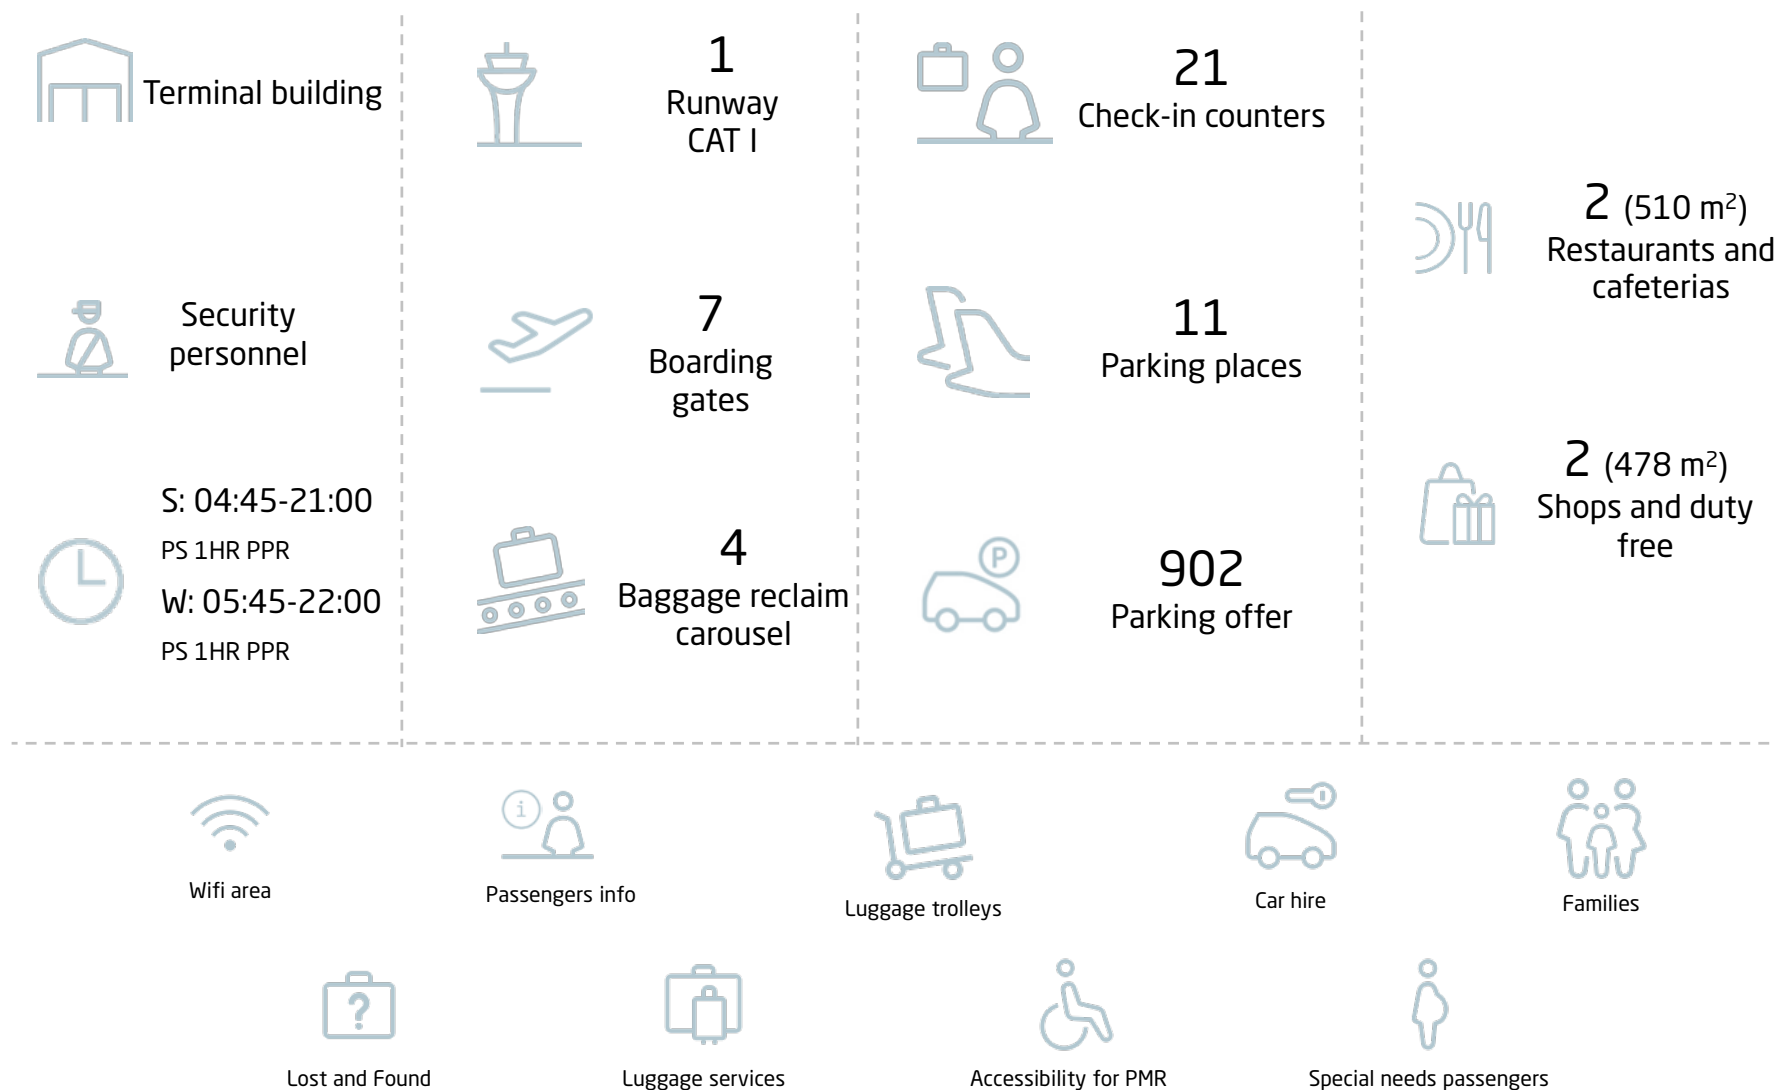 Terminal building
Security
personnel
S: 04:45-21:00
PS 1HR PPR
W: 05:45-22:00
PS 1HR PPR
1
Runway
CAT I
7
Boarding
gates
4
Baggage reclaim
carousel
21
Check-in counters
11
Parking places
P
902
Parking offer
2 (510 m²)
Restaurants and
cafeterias
2 (478 m²)
Shops and duty
free
Wifi area
i
Passengers info
Luggage trolleys
Car hire
Families
?
Lost and Found
Luggage services
Accessibility for PMR
Special needs passengers